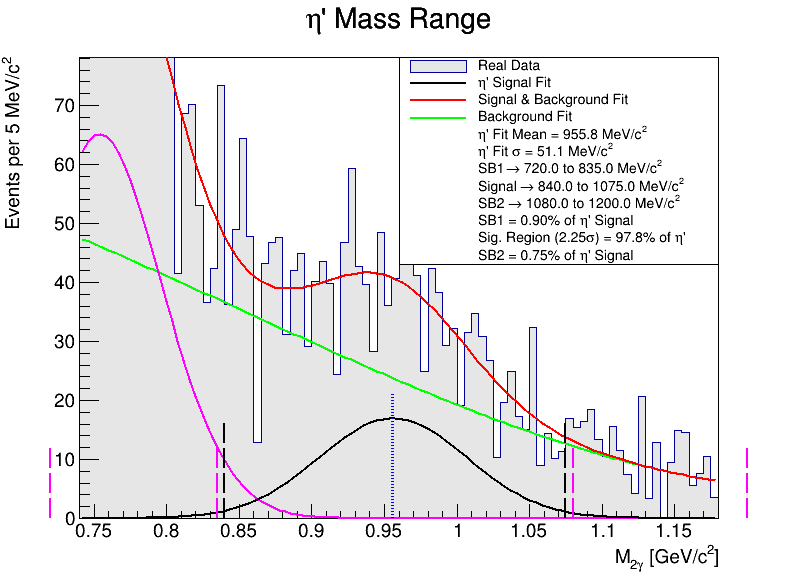 η' Mass Range
Events per 5 MeV/c²
70
60
50
40
30
20
10
0
Real Data
η' Signal Fit
Signal & Background Fit
Background Fit
η' Fit Mean = 955.8 MeV/c²
η' Fit σ = 51.1 MeV/c²
SB1 → 720.0 to 835.0 MeV/c²
Signal → 840.0 to 1075.0 MeV/c²
SB2 → 1080.0 to 1200.0 MeV/c²
SB1 = 0.90% of η' Signal
Sig. Region (2.25σ) = 97.8% of η'
SB2 = 0.75% of η' Signal
0.75 0.8 0.85 0.9 0.95 1 1.05 1.1 1.15
M₂γ [GeV/c²]